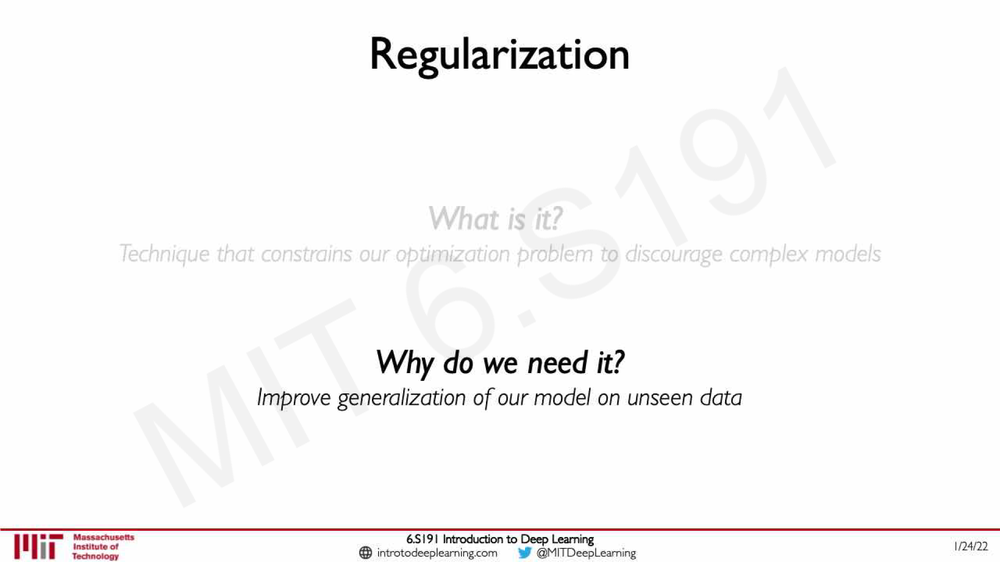 Regularization
What is it?
Technique that constrains our optimization problem to discourage complex models
Why do we need it?
Improve generalization of our model on unseen data
MIT 6.S191
Massachusetts
Institute of
Technology
6.S191 Introduction to Deep Learning
introtodeeplearning.com @MITDeepLearning
1/24/22